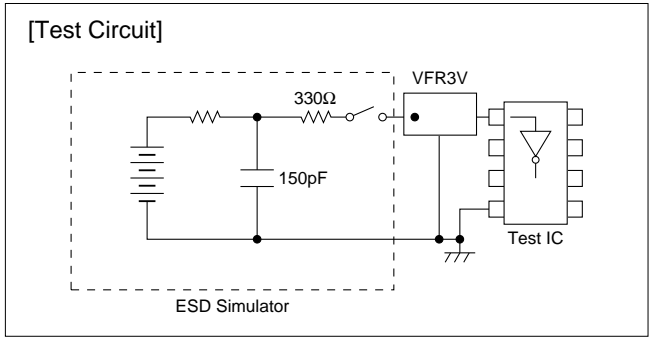 [Test Circuit]
VFR3V
330Ω
150pF
Test IC
ESD Simulator